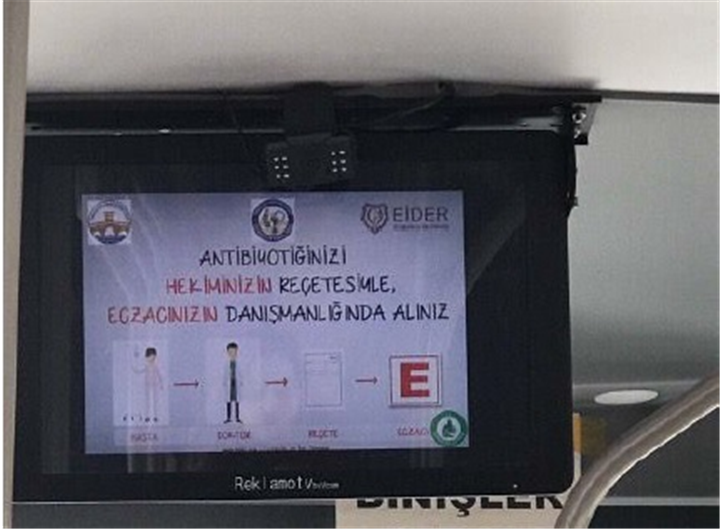 EİDER
ANTİBİYOTİĞİNİZİ
HEKİMİNİZİN REÇETESİYLE,
ECZACINIZIN DANIŞMANLIĞINDA ALINIZ
E
HASTA DOKTOR REÇETE ECZACI
Reklamotv
BİNİŞLER